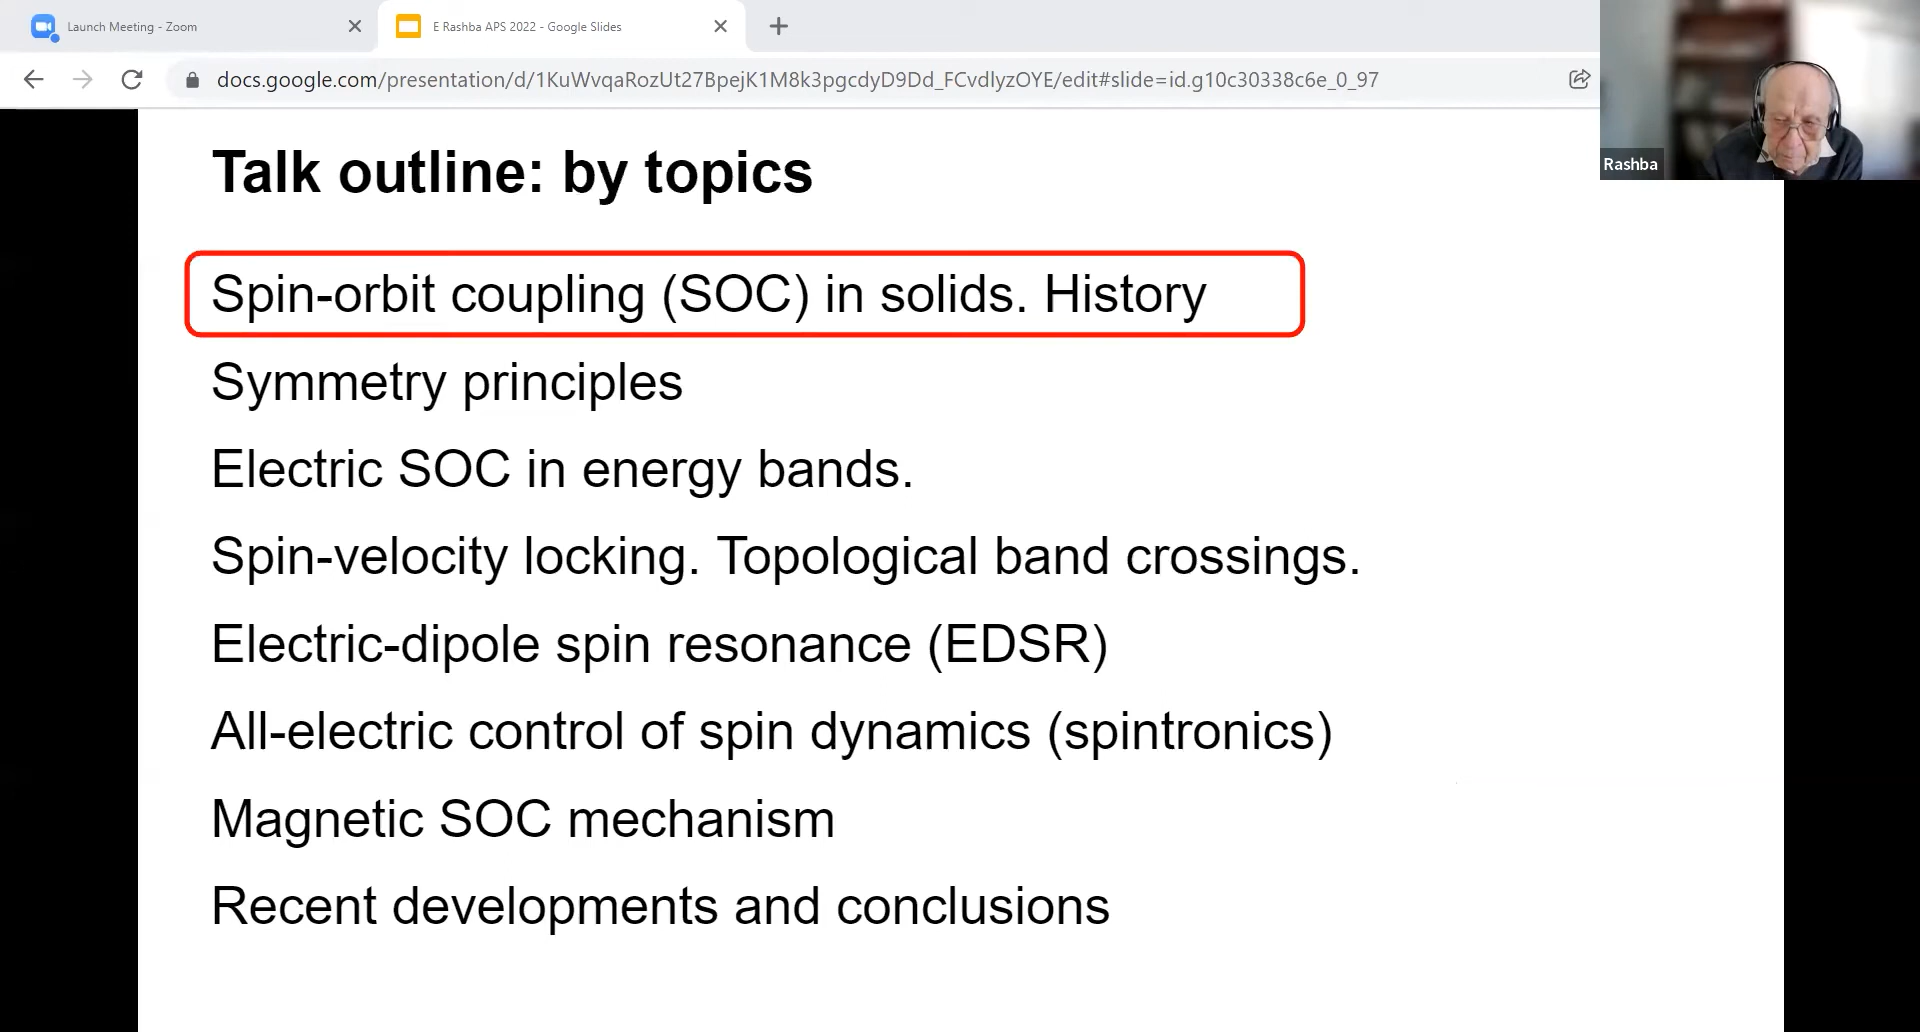 Launch Meeting - Zoom
E Rashba APS 2022 - Google Slides
docs.google.com/presentation/d/1KuWvqaRozUt27BpejK1M8k3pgcdyD9Dd_FCvdlyzOYE/edit#slide=id.g10c30338c6e_0_97
Rashba
Talk outline: by topics
Spin-orbit coupling (SOC) in solids. History
Symmetry principles
Electric SOC in energy bands.
Spin-velocity locking. Topological band crossings.
Electric-dipole spin resonance (EDSR)
All-electric control of spin dynamics (spintronics)
Magnetic SOC mechanism
Recent developments and conclusions